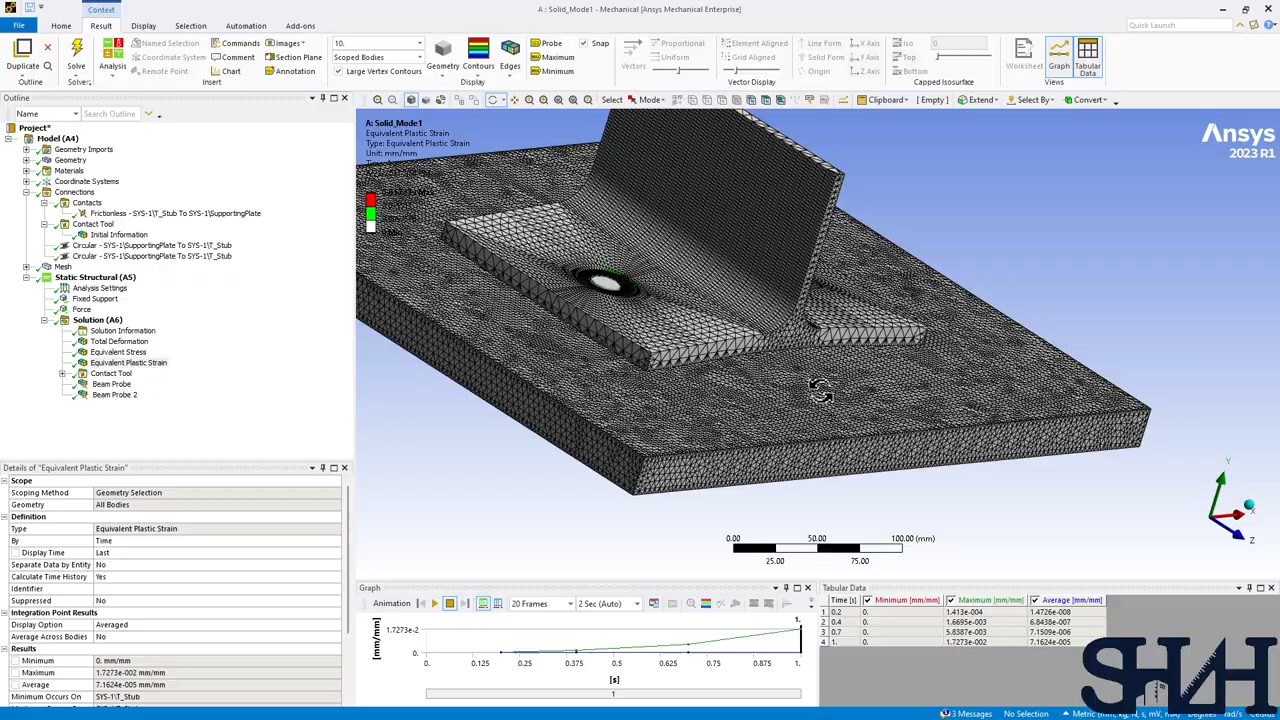 A : Solid_Mode1 - Mechanical [Ansys Mechanical Enterprise]
Context
File Home Result Display Selection Automation Add-ons
Quick Launch
Duplicate
Outline
Solve
Solver
Analysis
Named Selection
Coordinate System
Remote Point
Commands
Comment
Chart
Images
Section Plane
Annotation
Insert
10.
Scoped Bodies
Large Vertex Contours
Geometry
Contours
Edges
Display
Probe
Maximum
Minimum
Snap
Vectors
Proportional
Uniform
Element Aligned
Grid Aligned
Line Form
Solid Form
Origin
X Axis
Y Axis
Z Axis
Vector Display
Iso
Top
Bottom
0
Capped Isosurface
Worksheet
Graph
Tabular Data
Views
Select Mode Clipboard [ Empty ] Extend Select By Convert
Outline
Name Search Outline
Project*
Model (A4)
Geometry Imports
Geometry
Materials
Coordinate Systems
Connections
Contacts
Frictionless - SYS-1\T_Stub To SYS-1\SupportingPlate
Contact Tool
Initial Information
Circular - SYS-1\SupportingPlate To SYS-1\T_Stub
Circular - SYS-1\SupportingPlate To SYS-1\T_Stub
Mesh
Static Structural (A5)
Analysis Settings
Fixed Support
Force
Solution (A6)
Solution Information
Total Deformation
Equivalent Stress
Equivalent Plastic Strain
Contact Tool
Beam Probe
Beam Probe 2
Details of "Equivalent Plastic Strain"
Scope
Scoping Method Geometry Selection
Geometry All Bodies
Definition
Type Equivalent Plastic Strain
By Time
Display Time Last
Separate Data by Entity No
Calculate Time History Yes
Identifier
Suppressed No
Integration Point Results
Display Option Averaged
Average Across Bodies No
Results
Minimum 0. mm/mm
Maximum 1.7273e-002 mm/mm
Average 7.1624e-005 mm/mm
Minimum Occurs On SYS-1\T_Stub
A: Solid_Mode1
Equivalent Plastic Strain
Type: Equivalent Plastic Strain
Unit: mm/mm
Ansys
2023 R1
Y
X
Z
0.00 50.00 100.00 (mm)
25.00 75.00
Graph
Animation 20 Frames 2 Sec (Auto)
[mm/mm]
1.7273e-2
0.
1.
0. 0.125 0.25 0.375 0.5 0.625 0.75 0.875 1.
[s]
1
Tabular Data
Time [s] Minimum [mm/mm] Maximum [mm/mm] Average [mm/mm]
1 0.2 0. 1.413e-004 1.4726e-008
2 0.4 0. 1.6695e-003 6.8438e-007
3 0.7 0. 5.8387e-003 7.1509e-006
4 1. 0. 1.7273e-002 7.1624e-005
SHZH
3 Messages No Selection Metric (mm, kg, N, s, mV, mA) Degrees rad/s Celsius